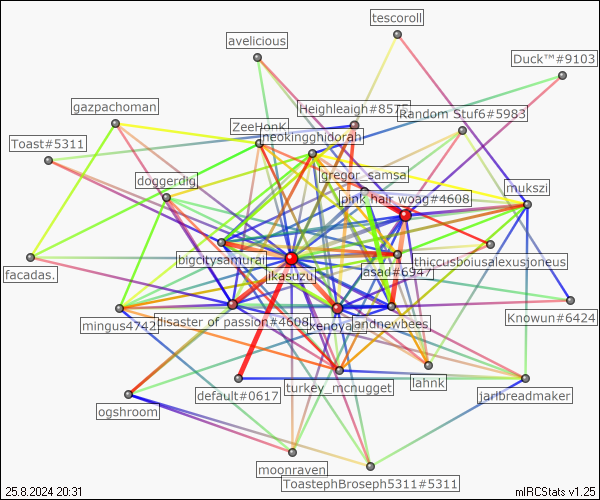 tescoroll
avelicious
Duck™#9103
gazpachoman
Heighleagh#8575
Random Stuf6#5983
ZeeHonK
neokingghidorah
Toast#5311
gregor_samsa
doggerdig
mukszi
pink hair woag#4608
bigcitysamurai
thiccusboiusalexusjoneus
facadas.
ikasuzu
asad#6947
Knowun#6424
mingus4742
disaster of passion#4608
xenoya
andnewbees
lahnk
turkey_mcnugget
default#0617
jarlbreadmaker
ogshroom
moonraven
ToastephBroseph5311#5311
25.8.2024 20:31
mIRCStats v1.25